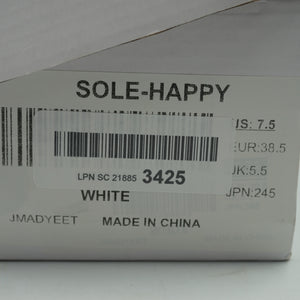 SOLE-HAPPY
US: 7.5
EUR:38.5
UK:5.5
LPN SC 21885 3425
WHITE
JPN:245
JMADYEET MADE IN CHINA